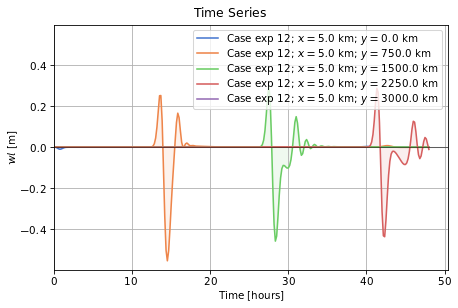 Time Series
Case exp 12; x = 5.0 km; y = 0.0 km
Case exp 12; x = 5.0 km; y = 750.0 km
Case exp 12; x = 5.0 km; y = 1500.0 km
Case exp 12; x = 5.0 km; y = 2250.0 km
Case exp 12; x = 5.0 km; y = 3000.0 km
wl [m]
0.4
0.2
0.0
−0.2
−0.4
0 10 20 30 40 50
Time [hours]